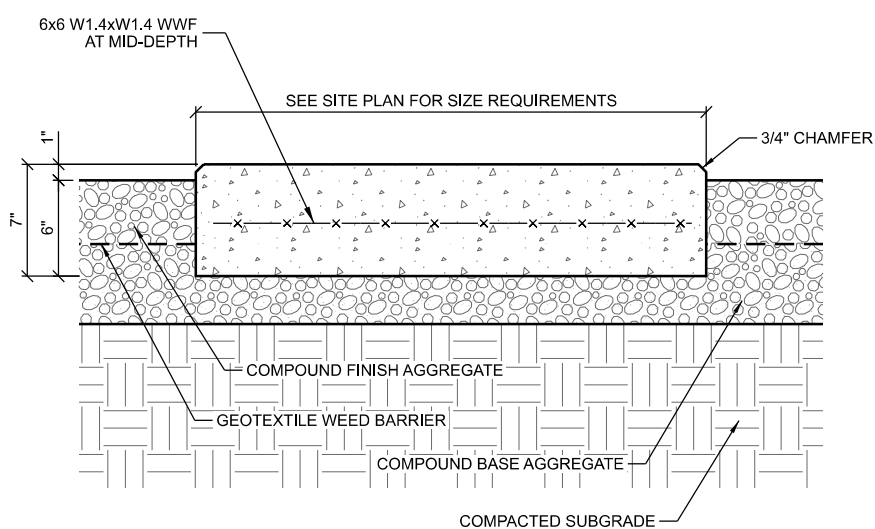 6x6 W1.4xW1.4 WWF
AT MID-DEPTH
SEE SITE PLAN FOR SIZE REQUIREMENTS
3/4" CHAMFER
1"
7"
6"
COMPOUND FINISH AGGREGATE
GEOTEXTILE WEED BARRIER
COMPOUND BASE AGGREGATE
COMPACTED SUBGRADE